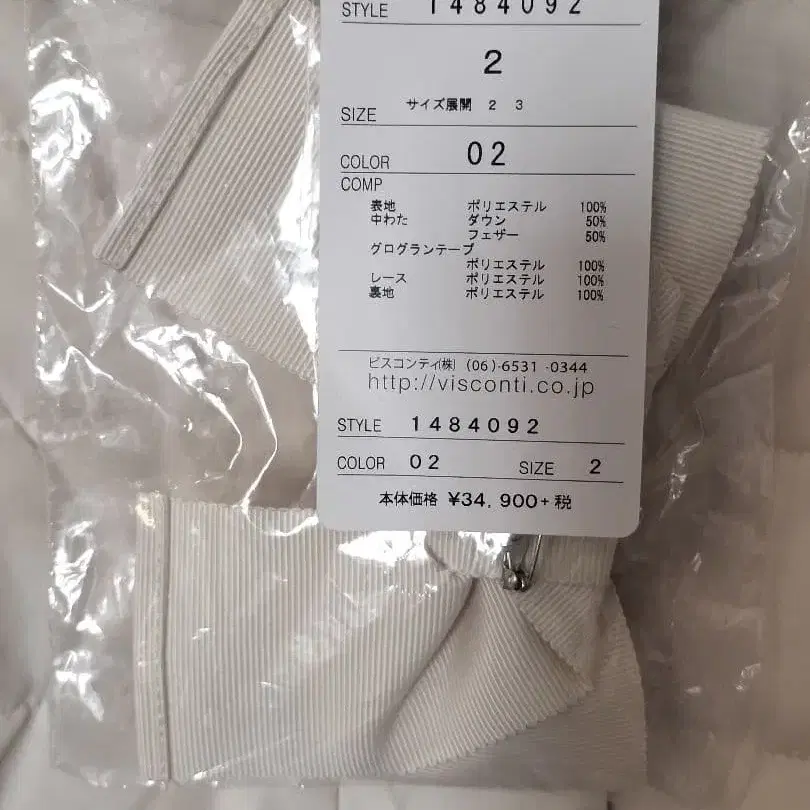 STYLE 1484092
2
サイズ展開 2 3
SIZE
COLOR 02
COMP
表地 ポリエステル 100%
中わた ダウン 50%
フェザー 50%
グログランテープ
ポリエステル 100%
レース ポリエステル 100%
裏地 ポリエステル 100%
ビスコンティ(株) (06)-6531-0344
http://visconti.co.jp
STYLE 1484092
COLOR 02 SIZE 2
本体価格 ¥34,900+税